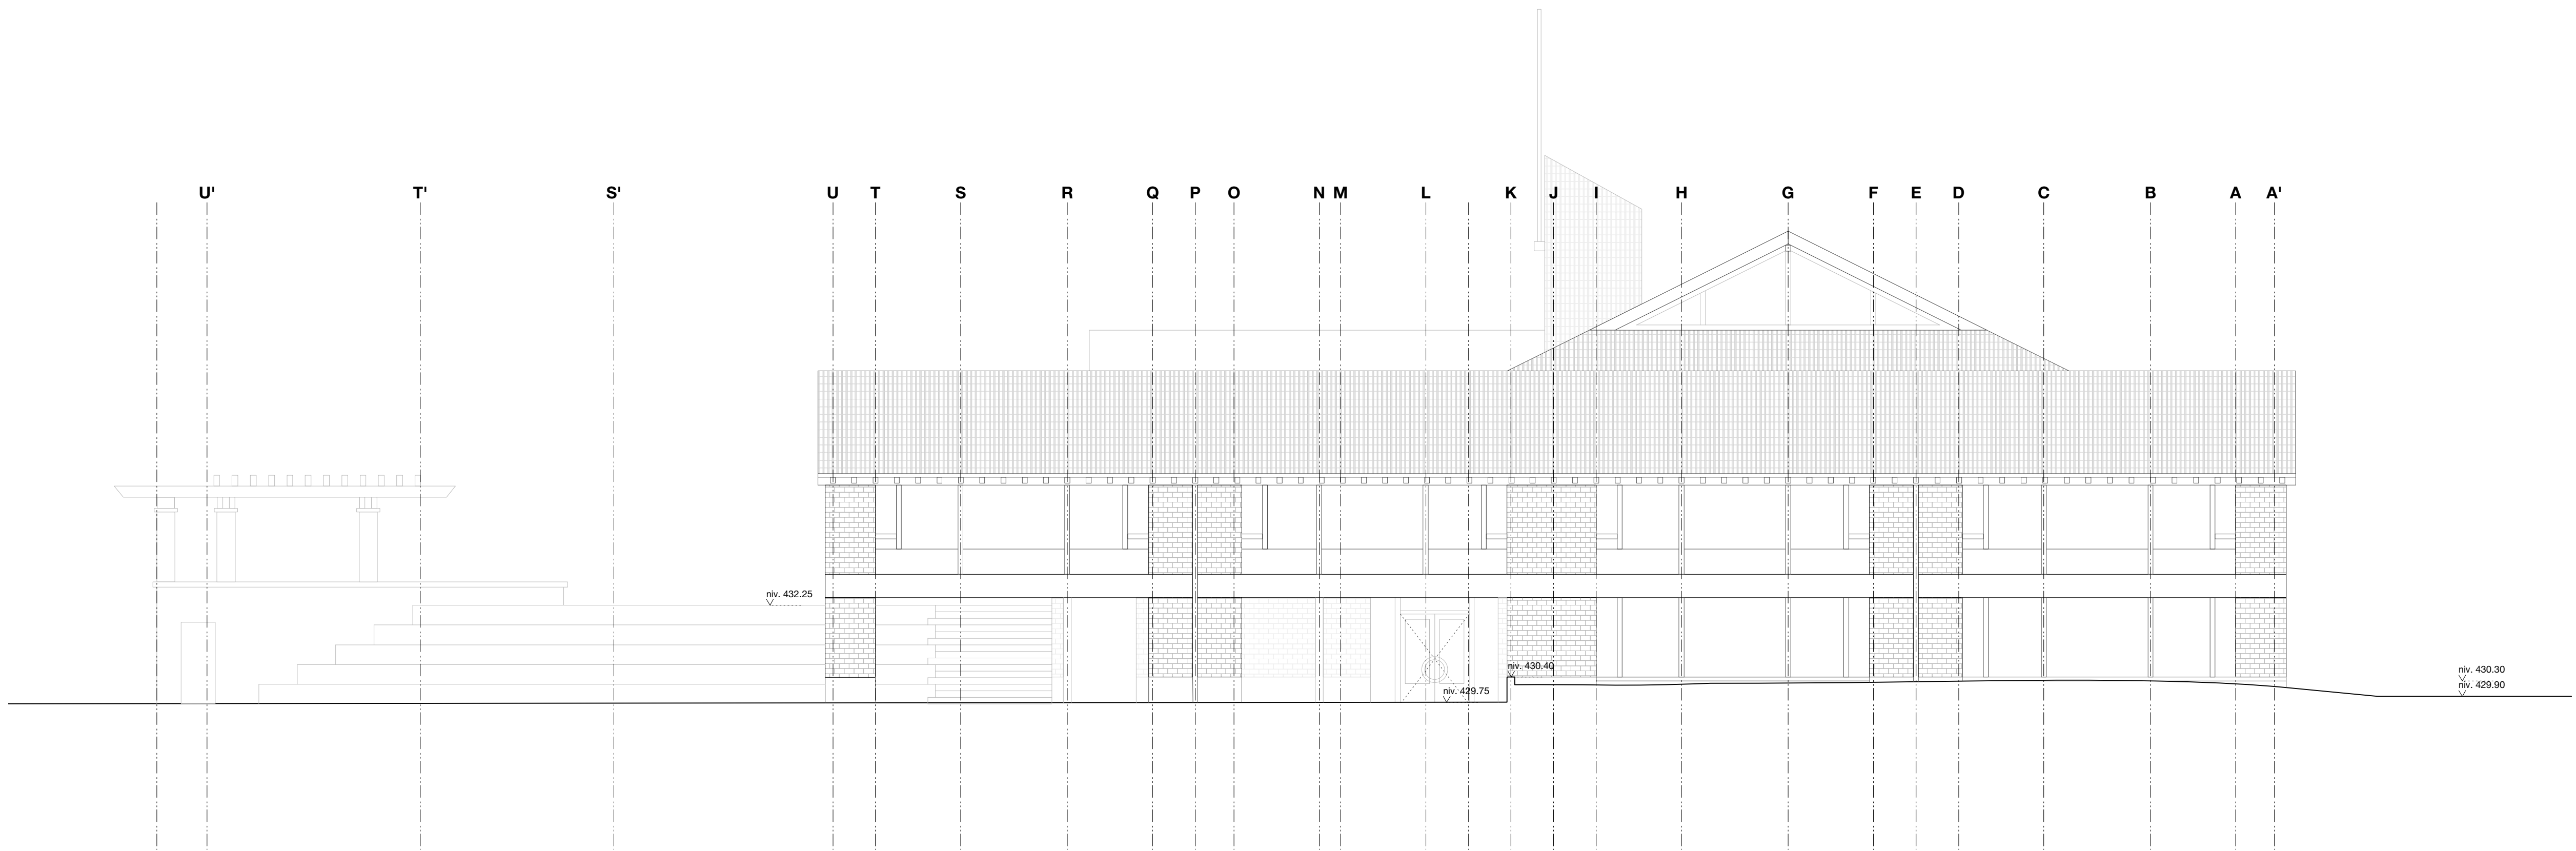 U' T' S' U T S R Q P O N M L K J I H G F E D C B A A'
niv. 432.25
niv. 430.40
niv. 430.30
niv. 429.90
niv. 429.75